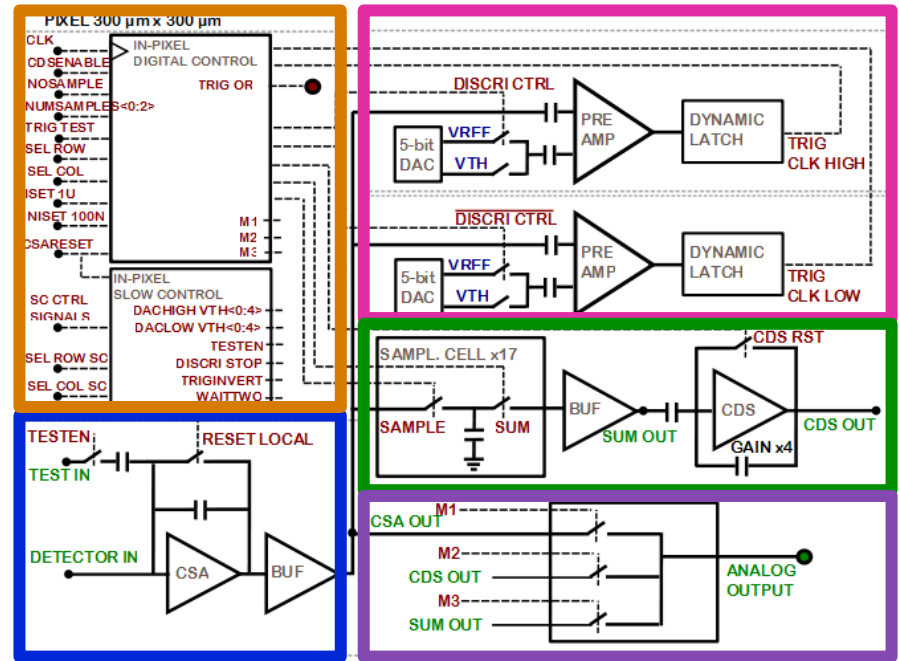 PIXEL 300 µm x 300 µm
CLK
CDSENABLE
NOSAMPLE
NUMSAMPLES<0:2>
TRIG TEST
SEL ROW
SEL COL
ISET 1U
NISET 100N
CSARESET
IN-PIXEL
DIGITAL CONTROL
TRIG OR
M1
M2
M3
IN-PIXEL
SLOW CONTROL
SC CTRL
SIGNALS
SEL ROW SC
SEL COL SC
DACHIGH VTH<0:4>
DACLOW VTH<0:4>
TESTEN
DISCRI STOP
TRIGINVERT
WAITTWO
DISCRI CTRL
5-bit
DAC
VRFF
VTH
PRE
AMP
DYNAMIC
LATCH
TRIG
CLK HIGH
DISCRI CTRL
5-bit
DAC
VRFF
VTH
PRE
AMP
DYNAMIC
LATCH
TRIG
CLK LOW
SAMPL. CELL x17
SAMPLE
SUM
BUF
SUM OUT
CDS RST
CDS
GAIN x4
CDS OUT
TESTEN
TEST IN
RESET LOCAL
DETECTOR IN
CSA
BUF
CSA OUT
M1
M2
CDS OUT
M3
SUM OUT
ANALOG
OUTPUT